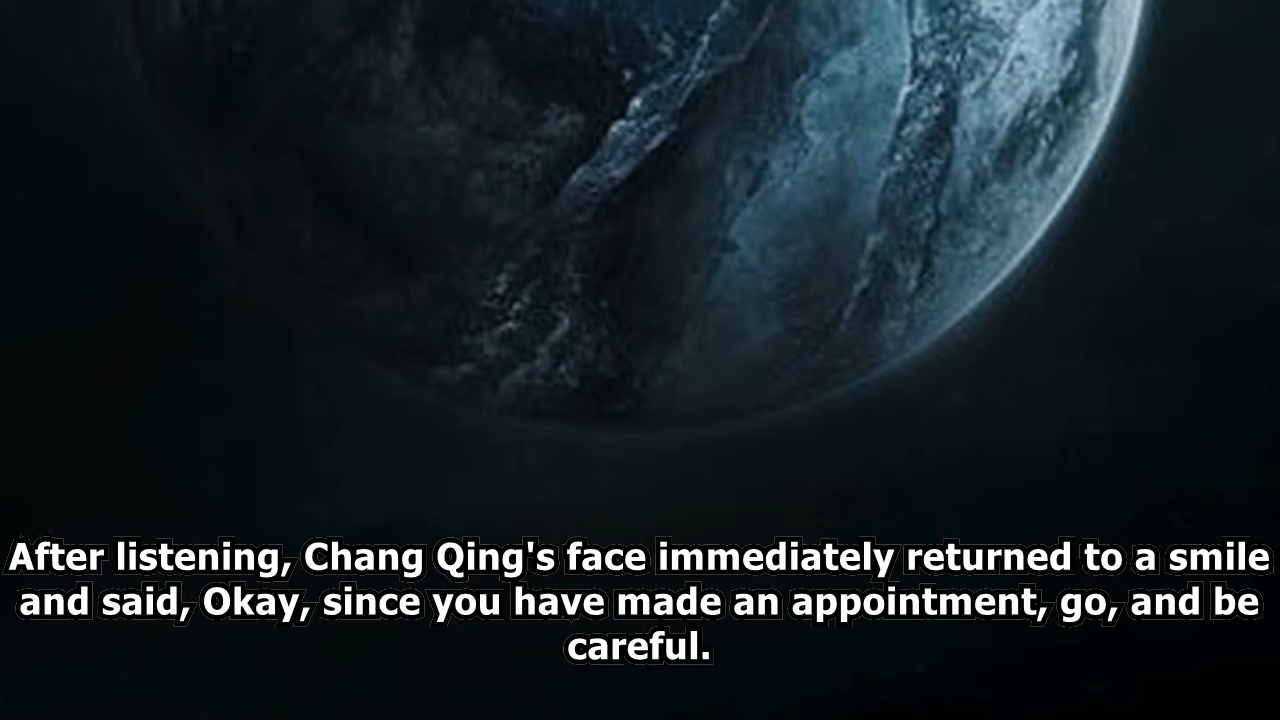 After listening, Chang Qing's face immediately returned to a smile
and said, Okay, since you have made an appointment, go, and be
careful.